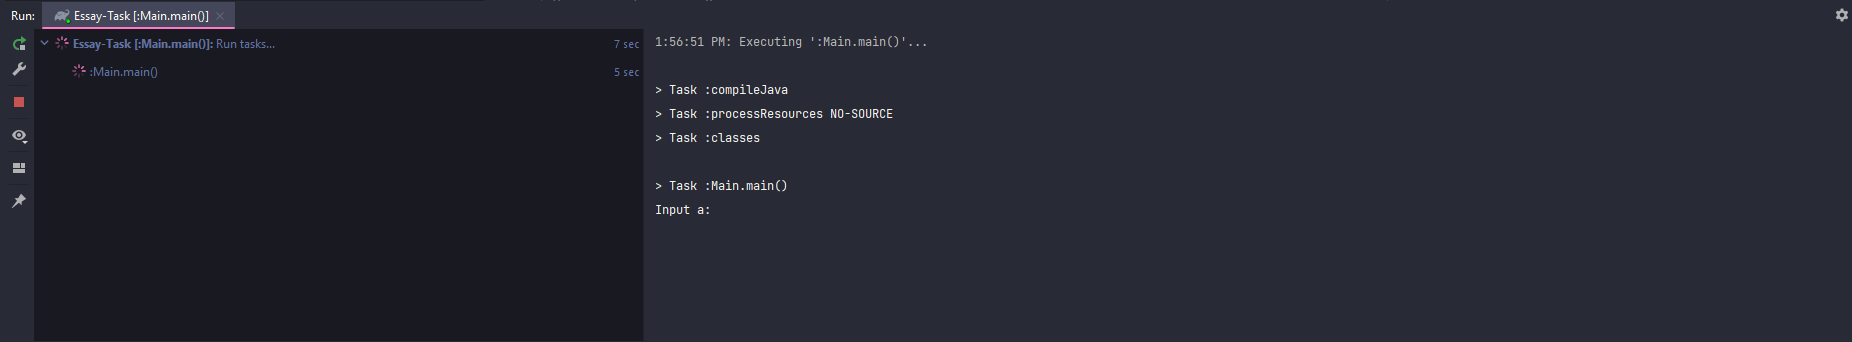 Run: Essay-Task [:Main.main()]
Essay-Task [:Main.main()]: Run tasks... 7 sec
:Main.main() 5 sec
1:56:51 PM: Executing ':Main.main()'...
> Task :compileJava
> Task :processResources NO-SOURCE
> Task :classes
> Task :Main.main()
Input a: